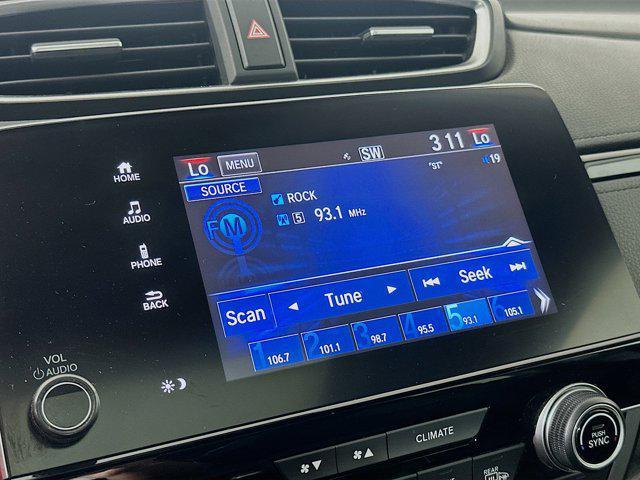 Lo MENU SW 311 Lo
SOURCE "ST" 19
ROCK
FM 5 93.1 MHz
Scan Tune Seek
1 106.7 2 101.1 3 98.7 4 95.5 5 93.1 6 105.1
HOME
AUDIO
PHONE
BACK
VOL
AUDIO
CLIMATE
PUSH
SYNC
REAR